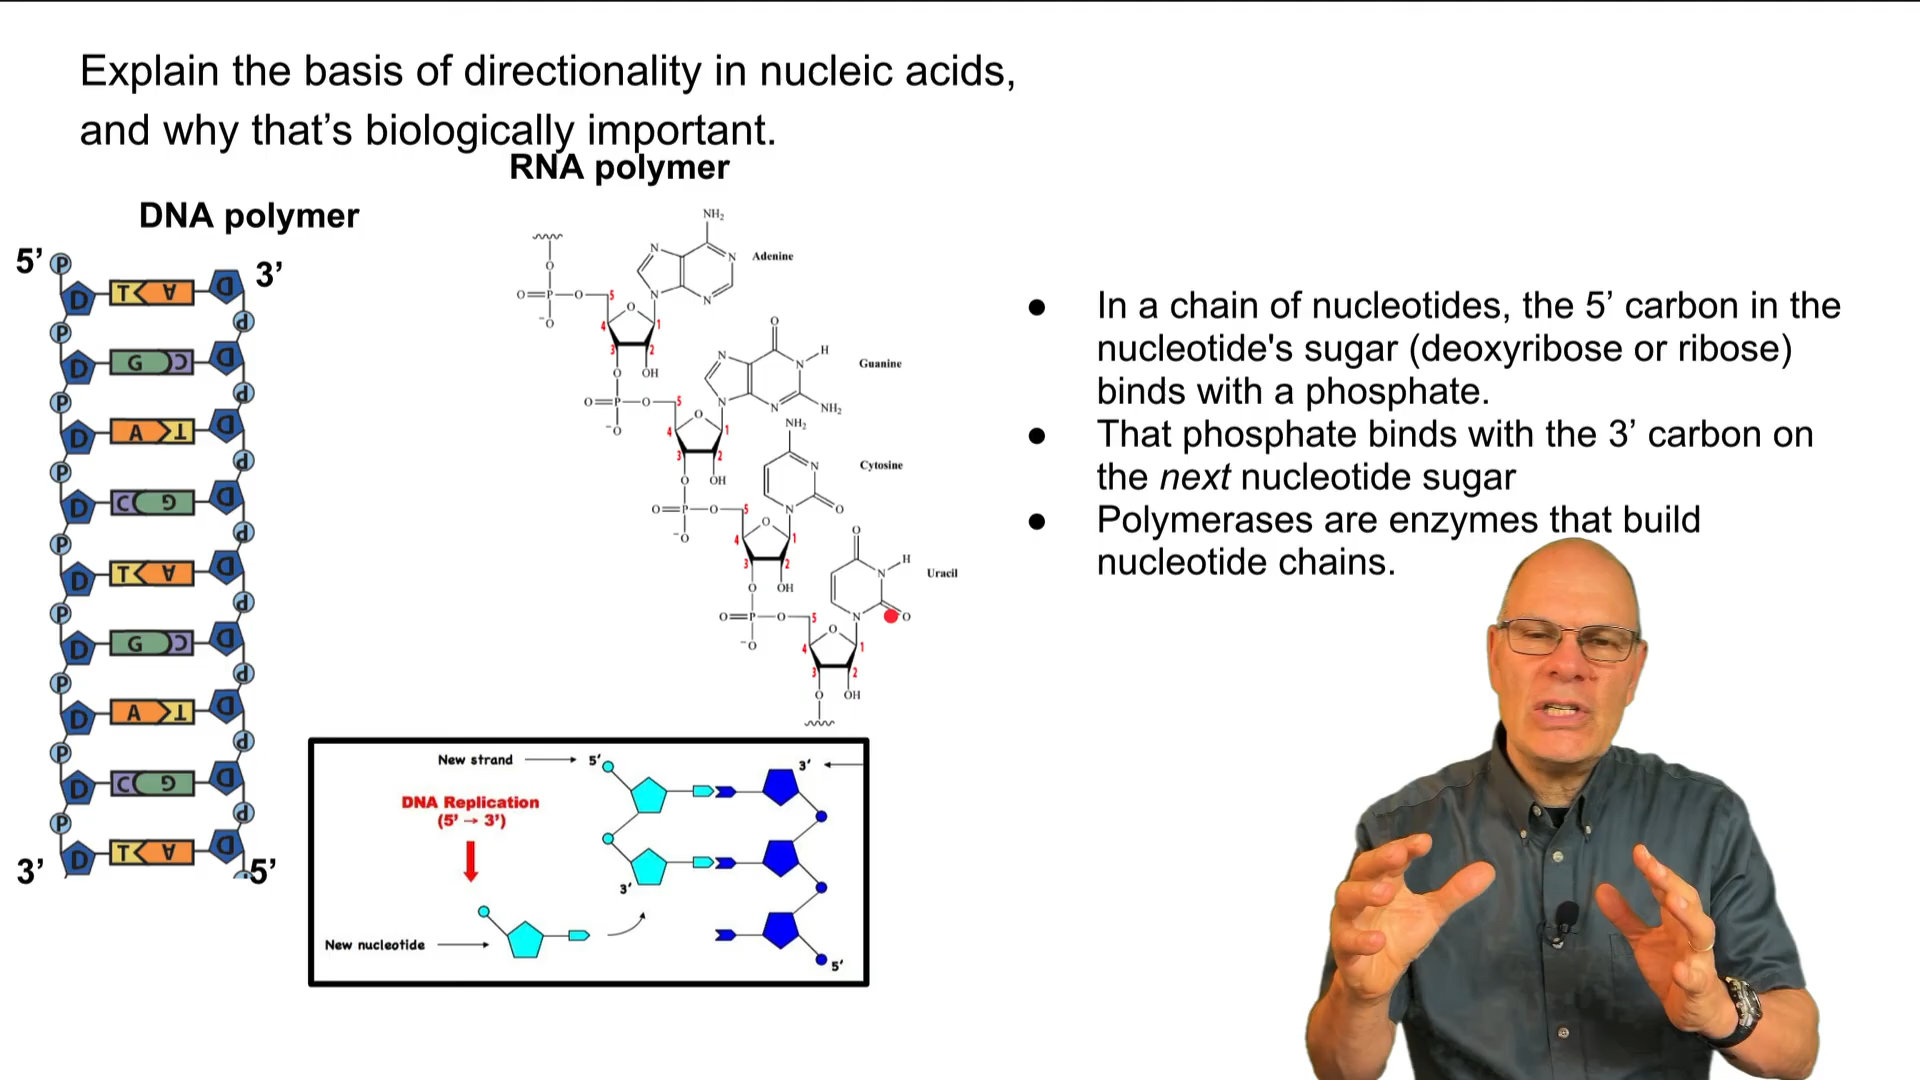 Explain the basis of directionality in nucleic acids,
and why that's biologically important.
RNA polymer
DNA polymer
5’ P
3’
D T A D
P P
D G C D
P P
D A T D
P P
D C G D
P P
D T A D
P P
D G C D
P P
D A T D
P P
D C G D
P P
D T A D
3’
5’
NH₂
N N
N N
Adenine
O
O=P—O 5
⁻O
O
4 1
3 2
O OH
O
N N—H
N N NH₂
Guanine
O=P—O 5
⁻O
O
4 1
3 2
O OH
NH₂
N
N O
Cytosine
O=P—O 5
⁻O
O
4 1
3 2
O OH
O
N—H
N O
Uracil
O=P—O 5
⁻O
O
4 1
3 2
O OH
● In a chain of nucleotides, the 5’ carbon in the
nucleotide's sugar (deoxyribose or ribose)
binds with a phosphate.
● That phosphate binds with the 3’ carbon on
the next nucleotide sugar
● Polymerases are enzymes that build
nucleotide chains.
New strand 5’
3’
DNA Replication
(5’ → 3’)
3’
New nucleotide
5’